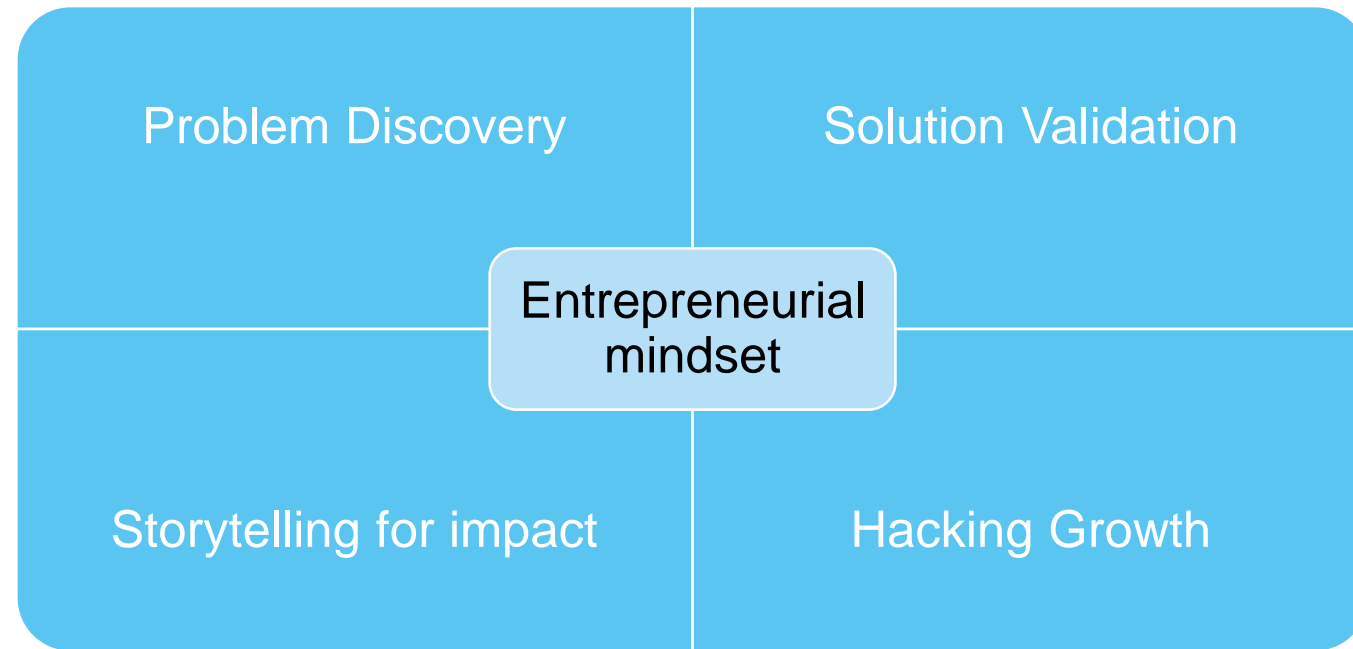 Problem Discovery
Solution Validation
Entrepreneurial
mindset
Storytelling for impact
Hacking Growth